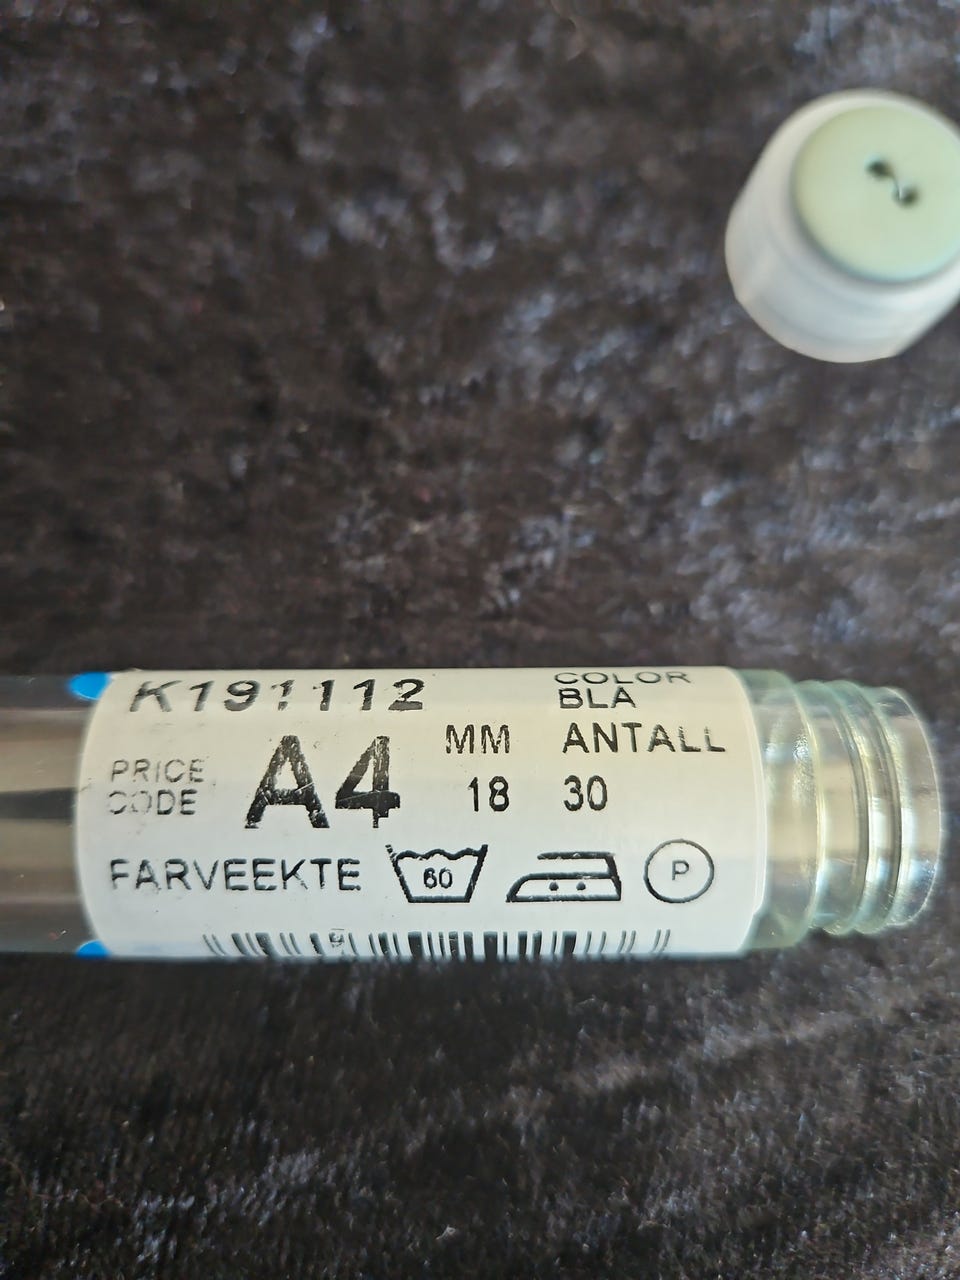 K191112
COLOR
BLA
PRICE
CODE
A4
MM
18
ANTALL
30
FARVEEKTE
60
P